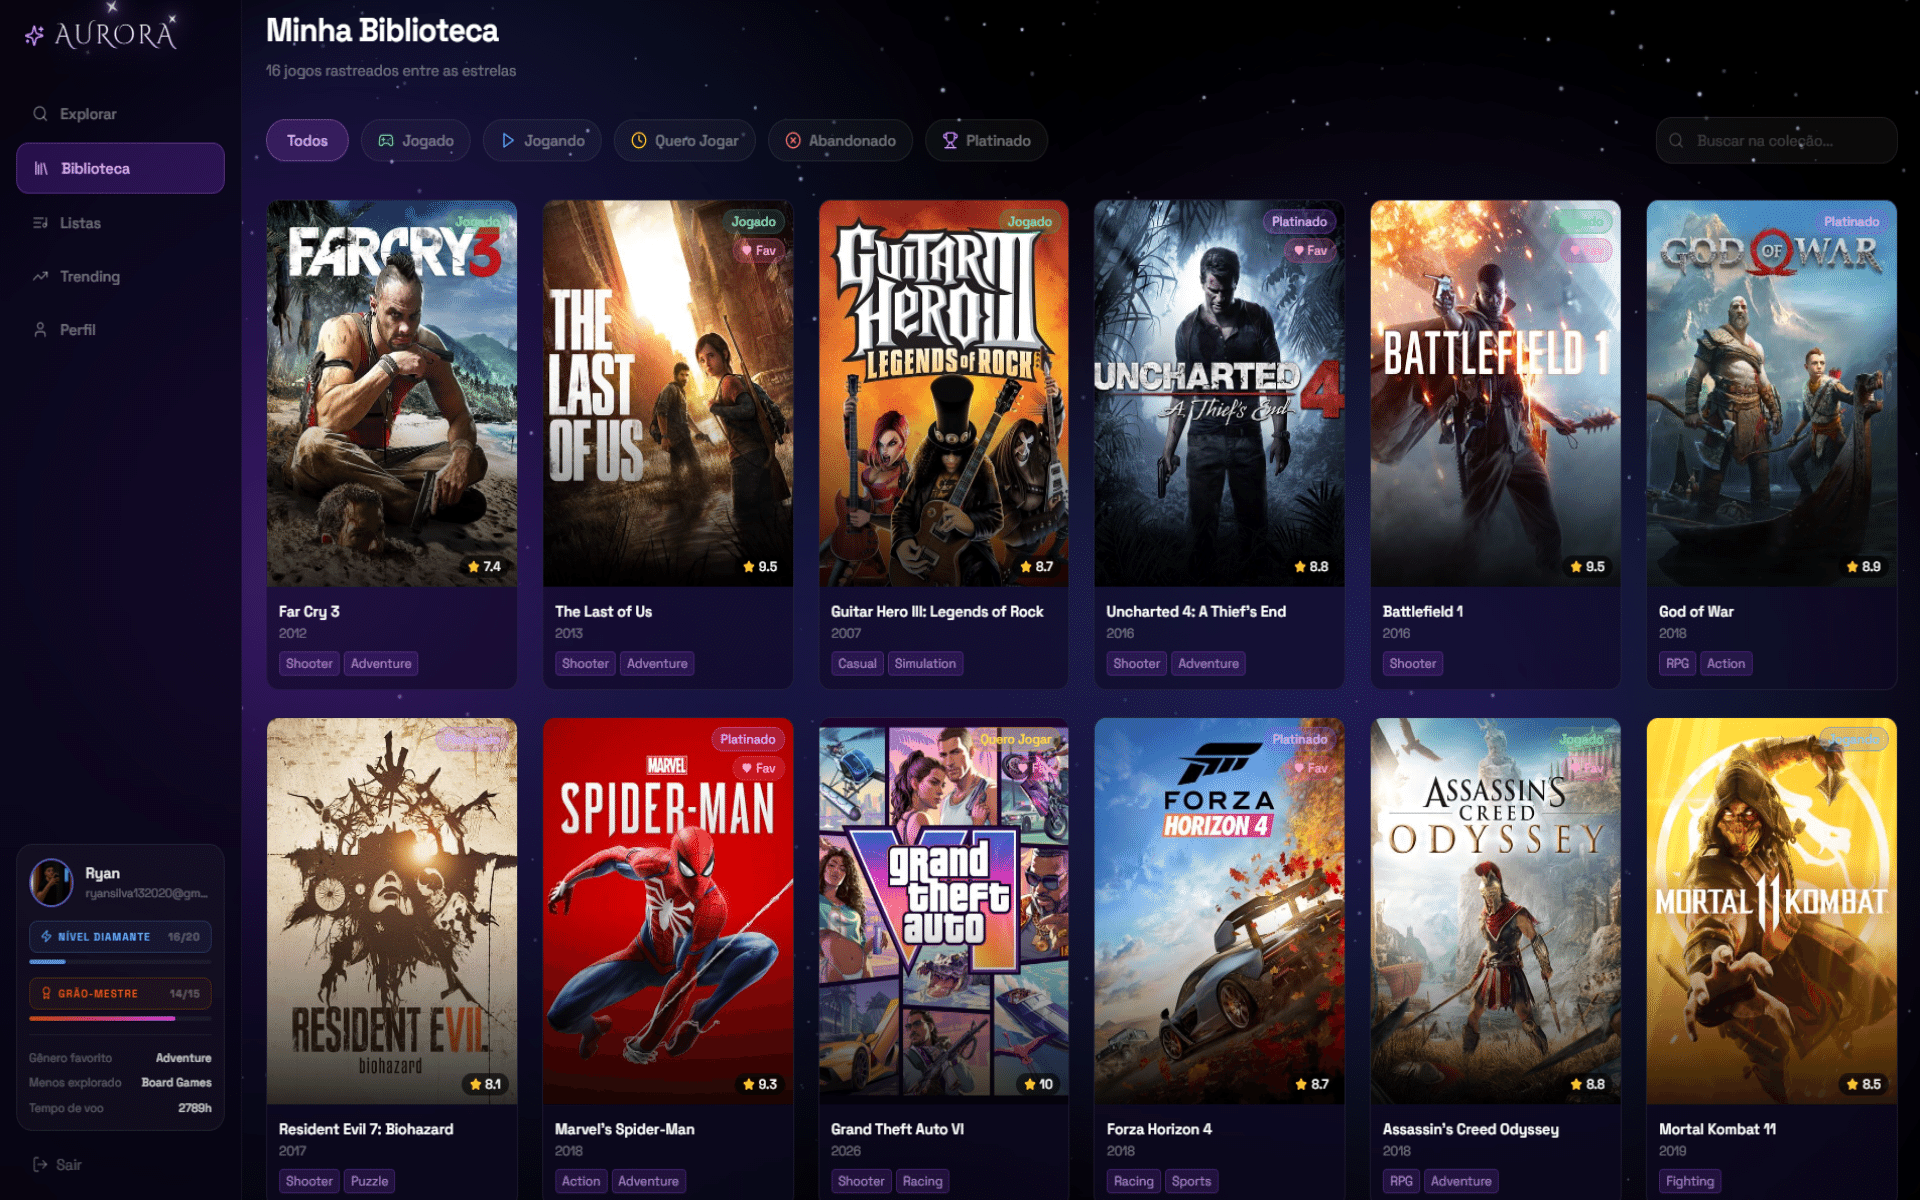 AURORA
Explorar
Biblioteca
Listas
Trending
Perfil
Ryan
ryansilva132020@gm...
NÍVEL DIAMANTE 16/20
GRÃO-MESTRE 14/15
Gênero favorito Adventure
Menos explorado Board Games
Tempo de voo 2789h
Sair
Minha Biblioteca
16 jogos rastreados entre as estrelas
Todos
Jogado
Jogando
Quero Jogar
Abandonado
Platinado
Buscar na coleção...
Jogado
FARCRY3
7.4
Far Cry 3
2012
Shooter Adventure
Jogado
Fav
THE
LAST
OF US
9.5
The Last of Us
2013
Shooter Adventure
Jogado
GUITAR
HERO III
LEGENDS of ROCK
8.7
Guitar Hero III: Legends of Rock
2007
Casual Simulation
Platinado
Fav
UNCHARTED 4
A Thief's End
8.8
Uncharted 4: A Thief's End
2016
Shooter Adventure
BATTLEFIELD 1
9.5
Battlefield 1
2016
Shooter
Platinado
GOD OF WAR
8.9
God of War
2018
RPG Action
RESIDENT EVIL
biohazard
8.1
Resident Evil 7: Biohazard
2017
Shooter Puzzle
Platinado
Fav
MARVEL
SPIDER-MAN
9.3
Marvel's Spider-Man
2018
Action Adventure
Quero Jogar
Fav
VI
grand
theft
auto
10
Grand Theft Auto VI
2026
Shooter Racing
Platinado
Fav
FORZA
HORIZON 4
8.7
Forza Horizon 4
2018
Racing Sports
Jogado
Fav
ASSASSIN'S
CREED
ODYSSEY
8.8
Assassin's Creed Odyssey
2018
RPG Adventure
Jogando
MORTAL 11 KOMBAT
8.5
Mortal Kombat 11
2019
Fighting